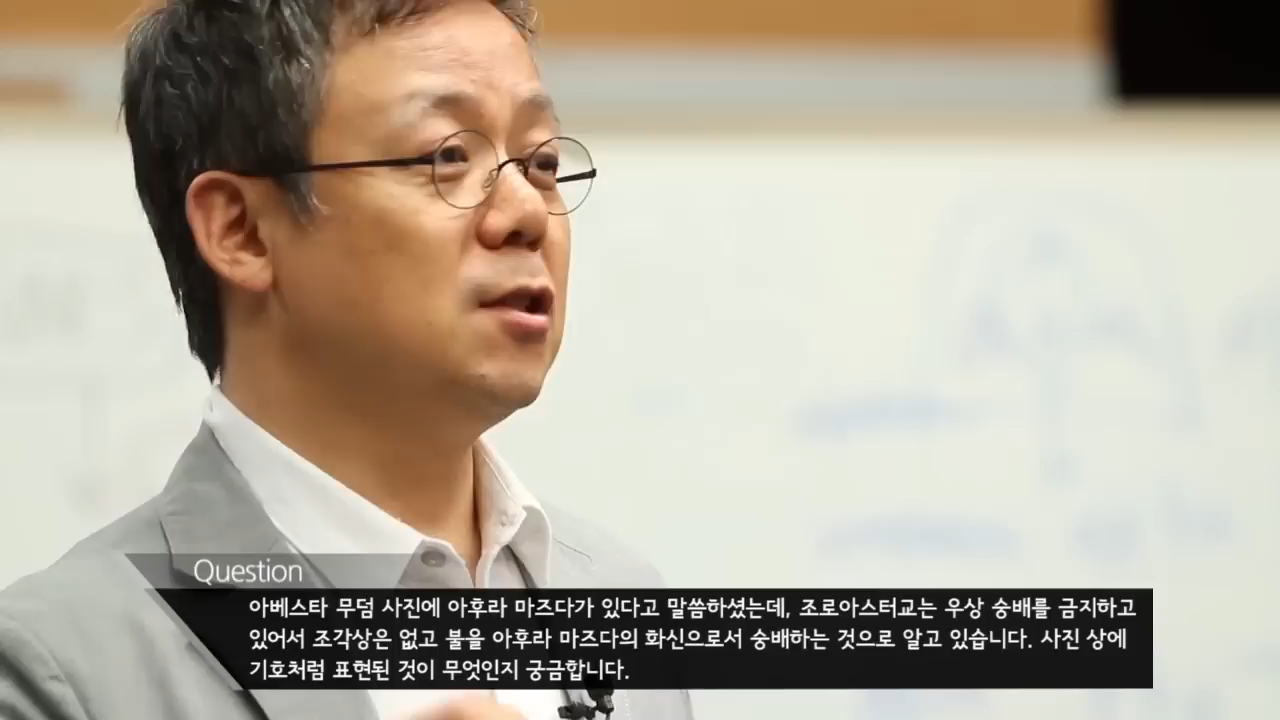 Question
아베스타 무덤 사진에 아후라 마즈다가 있다고 말씀하셨는데, 조로아스터교는 우상 숭배를 금지하고
있어서 조각상은 없고 불을 아후라 마즈다의 화신으로서 숭배하는 것으로 알고 있습니다. 사진 상에
기호처럼 표현된 것이 무엇인지 궁금합니다.